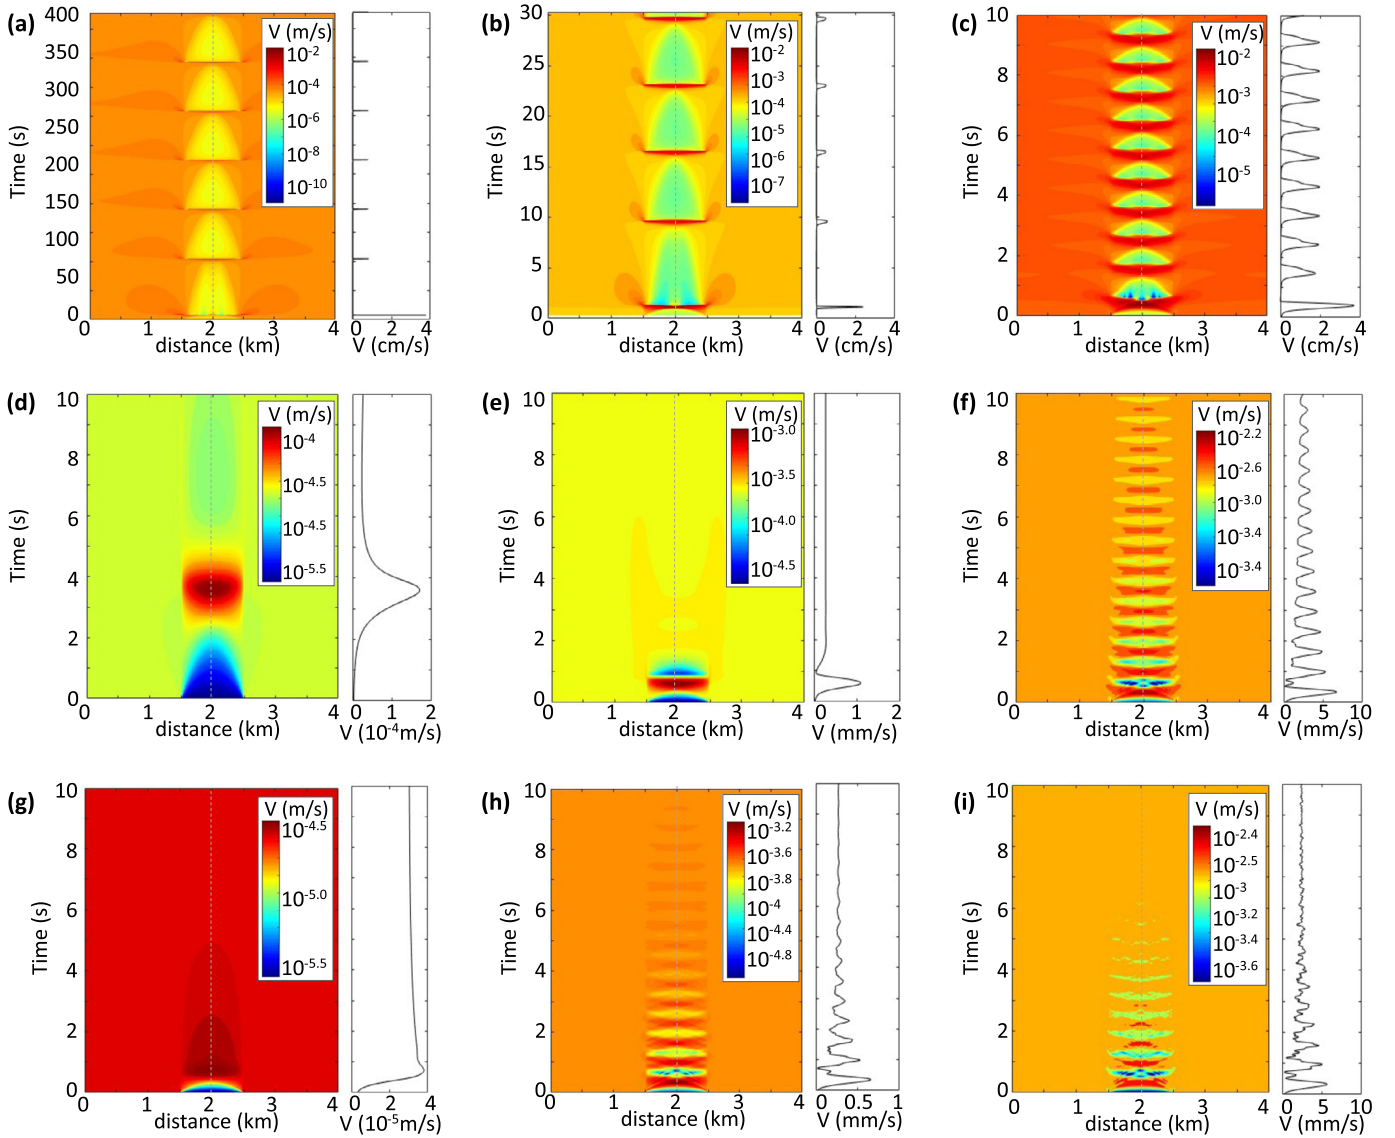 (a)
V (m/s)
10-2
10-4
10-6
10-8
10-10
400
350
300
250
200
150
100
50
0
Time (s)
0 1 2 3 4
distance (km)
0 2 4
V (cm/s)
(b)
V (m/s)
10-2
10-3
10-4
10-5
10-6
10-7
30
25
20
15
10
5
0
Time (s)
0 1 2 3 4
distance (km)
0 2 4
V (cm/s)
(c)
V (m/s)
10-2
10-3
10-4
10-5
10
8
6
4
2
0
Time (s)
0 1 2 3 4
distance (km)
0 2 4
V (cm/s)
(d)
V (m/s)
10-4
10-4.5
10-4.5
10-5.5
10
8
6
4
2
0
Time (s)
0 1 2 3 4
distance (km)
0 1 2
V (10-4m/s)
(e)
V (m/s)
10-3.0
10-3.5
10-4.0
10-4.5
10
8
6
4
2
0
Time (s)
0 1 2 3 4
distance (km)
0 1 2
V (mm/s)
(f)
V (m/s)
10-2.2
10-2.6
10-3.0
10-3.4
10
8
6
4
2
0
Time (s)
0 1 2 3 4
distance (km)
0 5 10
V (mm/s)
(g)
V (m/s)
10-4.5
10-5.0
10-5.5
10
8
6
4
2
0
Time (s)
0 1 2 3 4
distance (km)
0 2 4
V (10-5m/s)
(h)
V (m/s)
10-3.2
10-3.6
10-3.8
10-4
10-4.4
10-4.8
10
8
6
4
2
0
Time (s)
0 1 2 3 4
distance (km)
0 0.5 1
V (mm/s)
(i)
V (m/s)
10-2.4
10-2.5
10-3
10-3.2
10-3.4
10-3.6
10
8
6
4
2
0
Time (s)
0 1 2 3 4
distance (km)
0 5 10
V (mm/s)